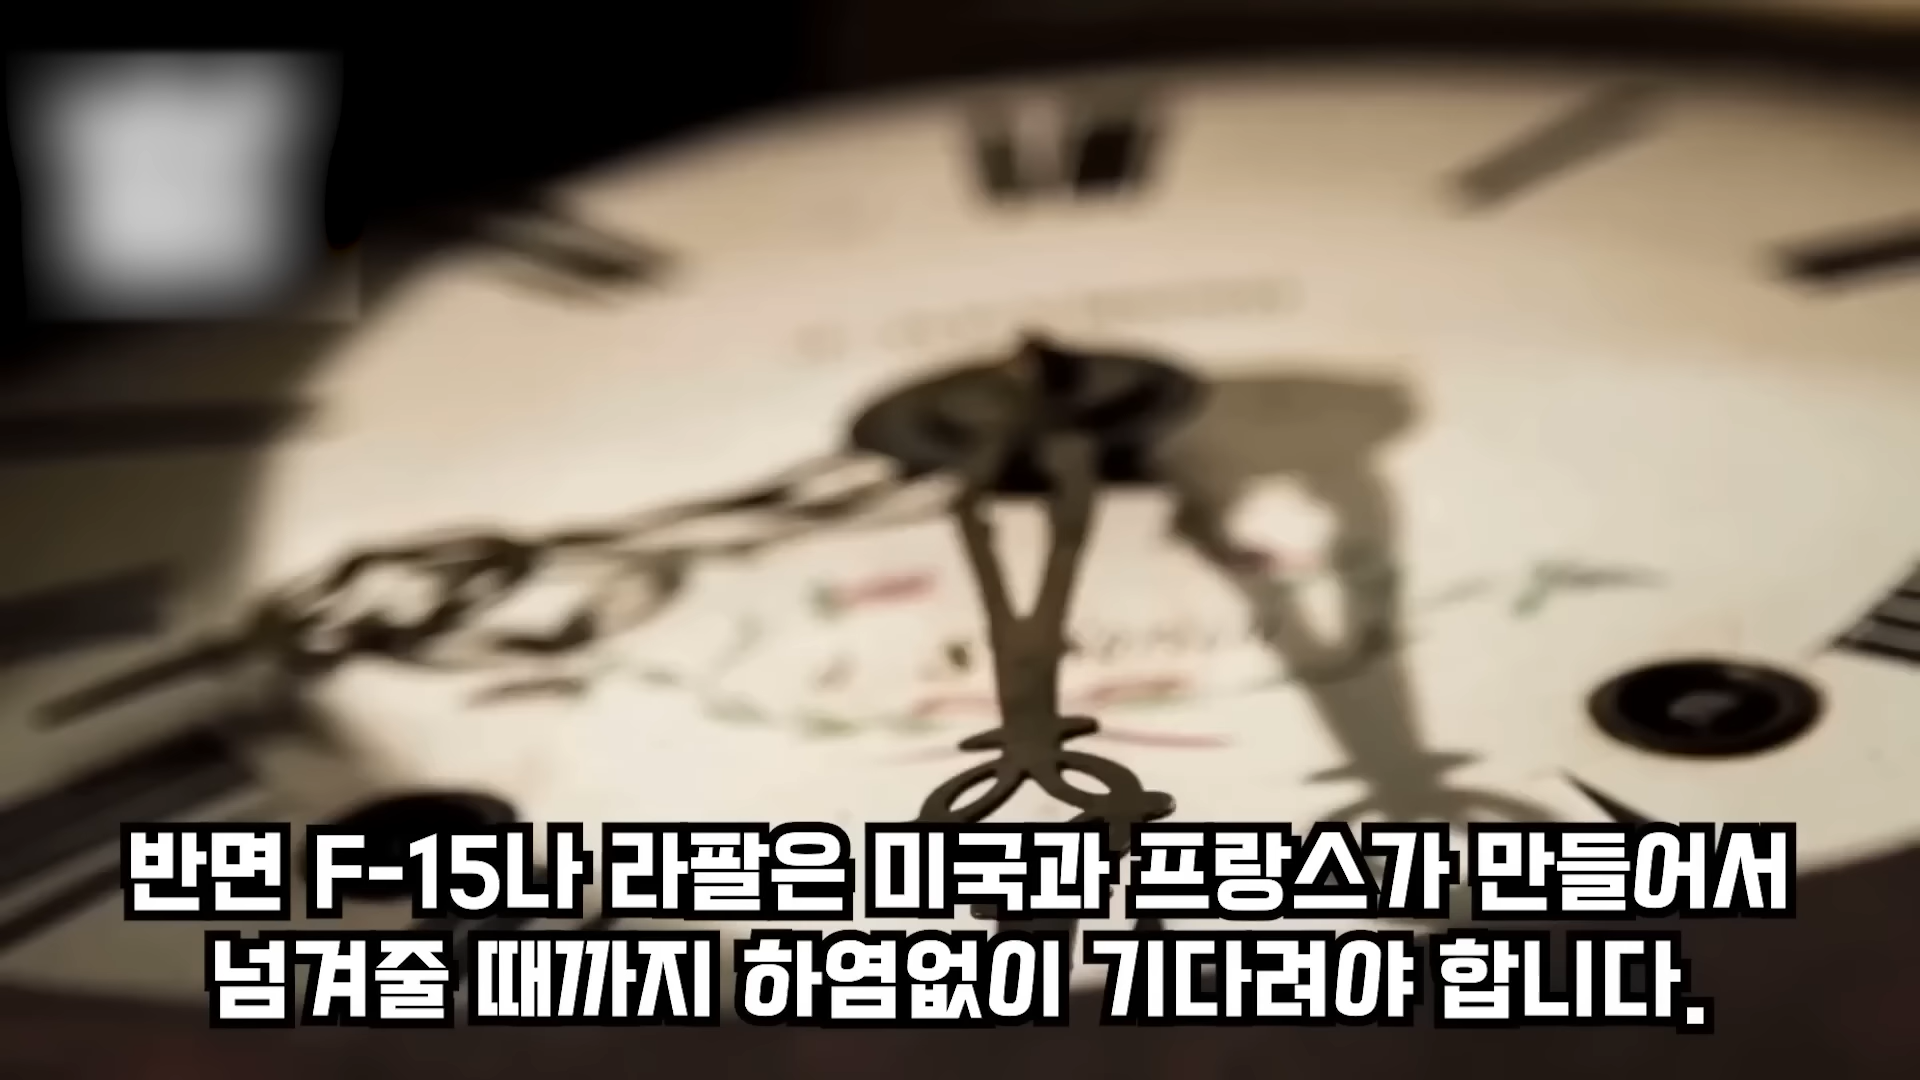 반면 F-15나 라팔은 미국과 프랑스가 만들어서
넘겨줄 때까지 하염없이 기다려야 합니다.